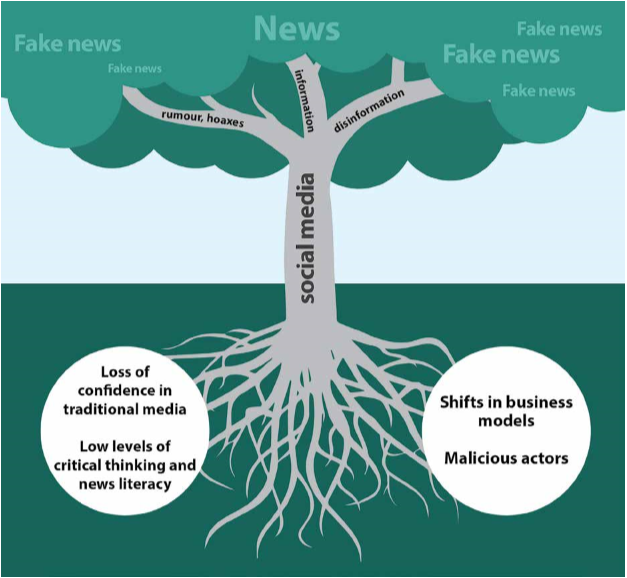 News
Fake news
Fake news
Fake news
Fake news
Fake news
rumour, hoaxes
information
disinformation
social media
Loss of
confidence in
traditional media
Low levels of
critical thinking and
news literacy
Shifts in business
models
Malicious actors